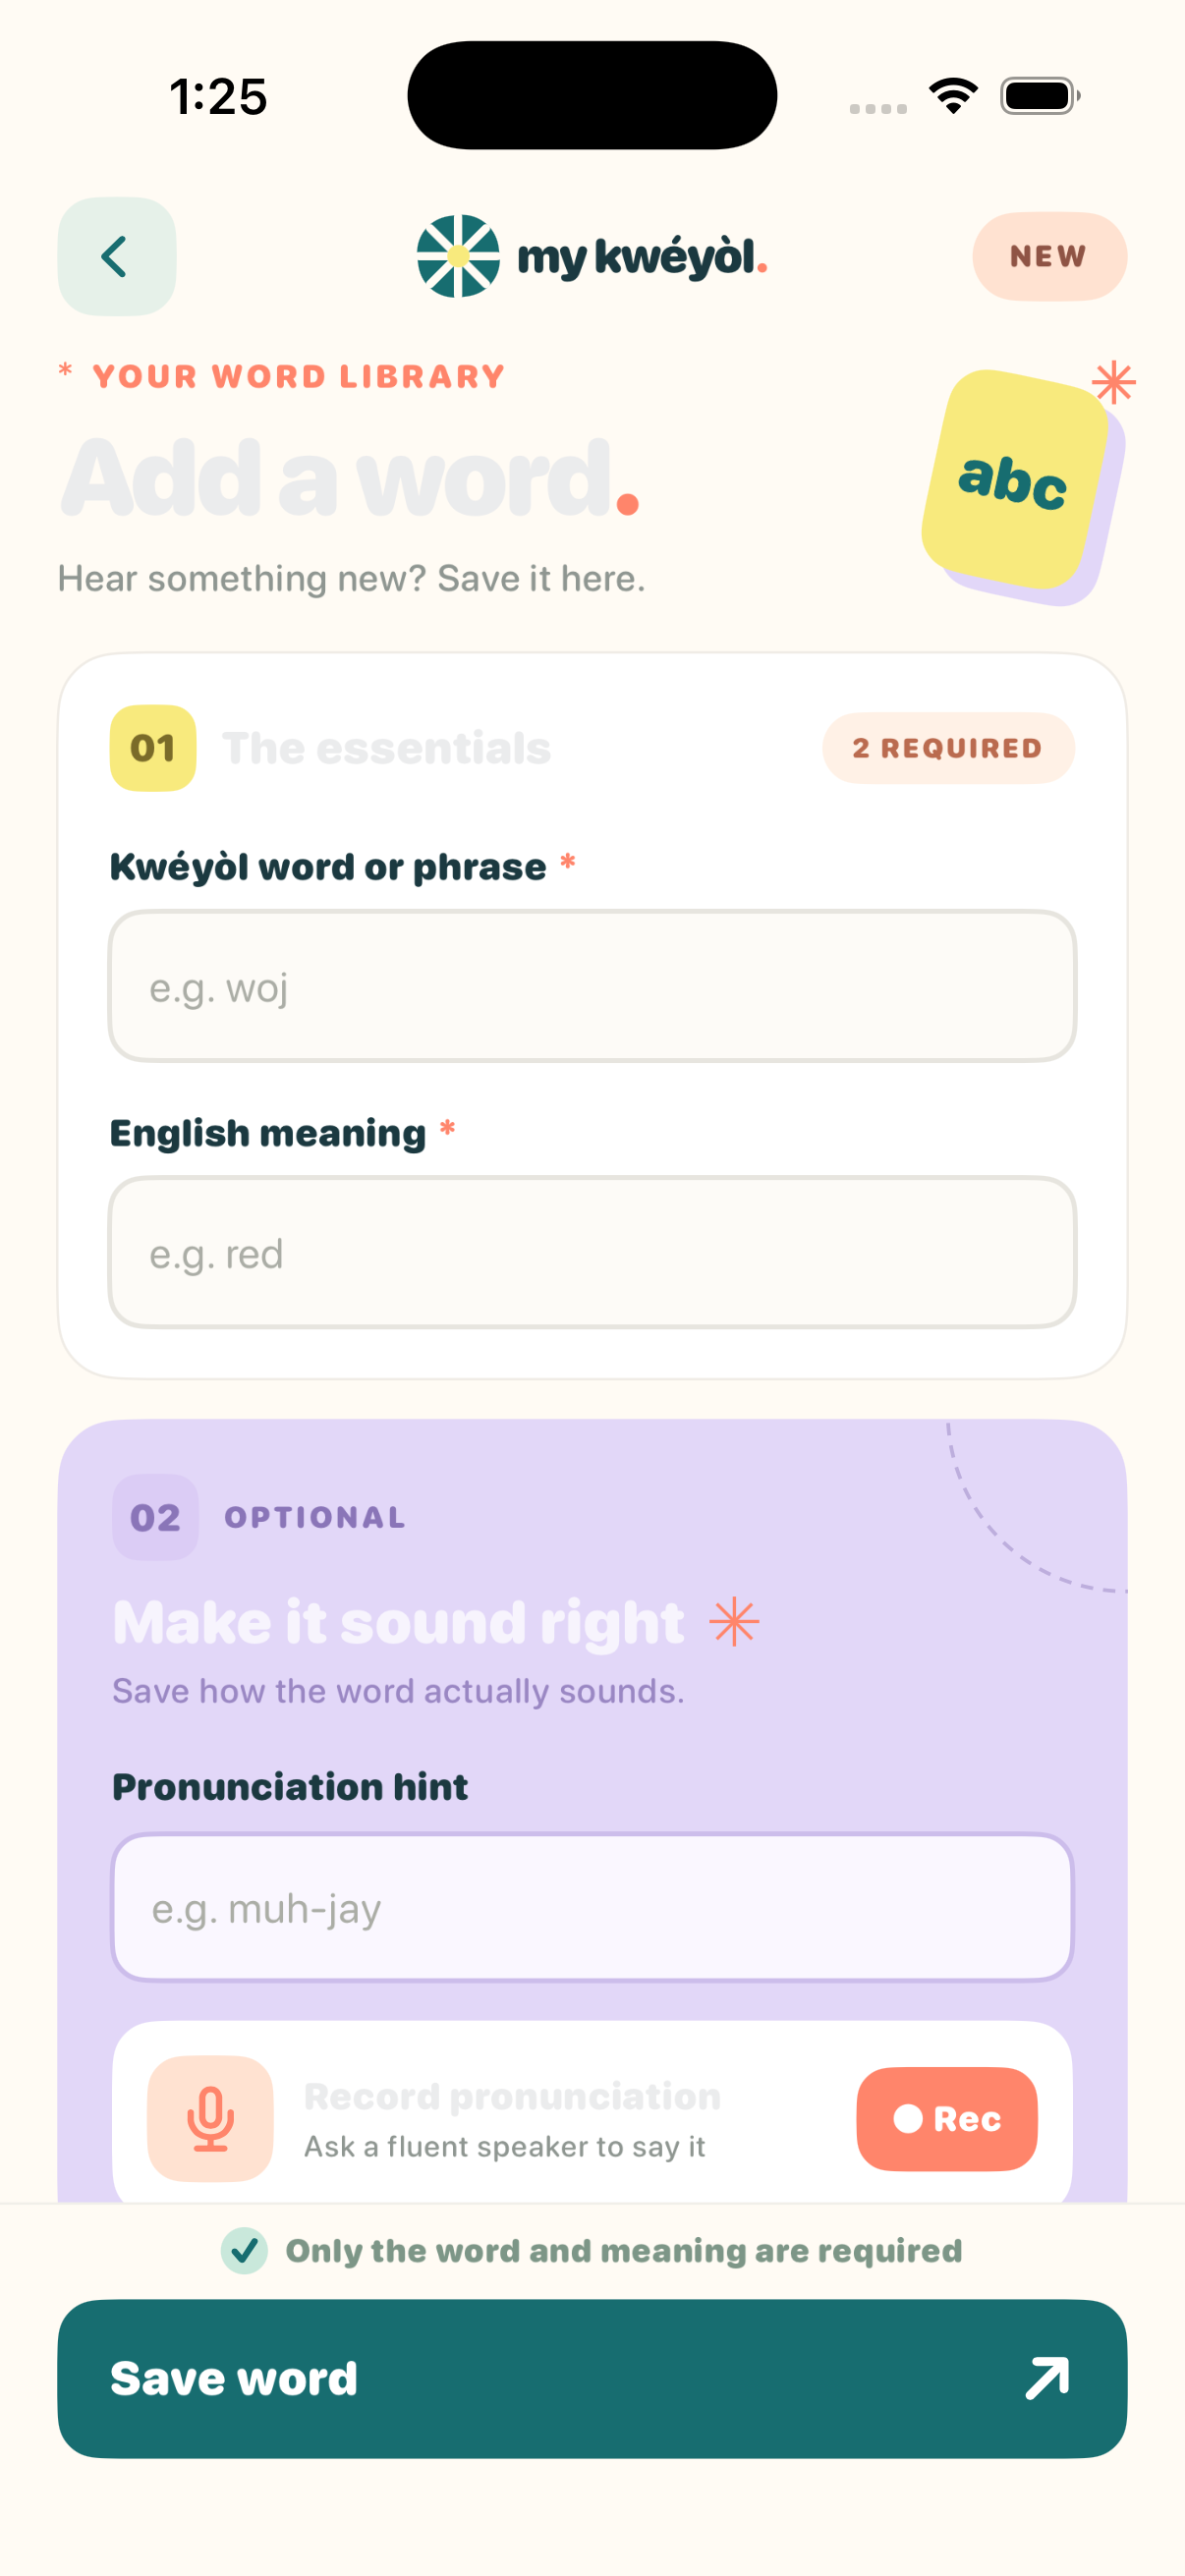 1:25
my kwéyòl.
NEW
* YOUR WORD LIBRARY
Add a word.
Hear something new? Save it here.
abc
01 The essentials
2 REQUIRED
Kwéyòl word or phrase *
e.g. woj
English meaning *
e.g. red
02 OPTIONAL
Make it sound right
Save how the word actually sounds.
Pronunciation hint
e.g. muh-jay
Record pronunciation
Ask a fluent speaker to say it
Rec
Only the word and meaning are required
Save word